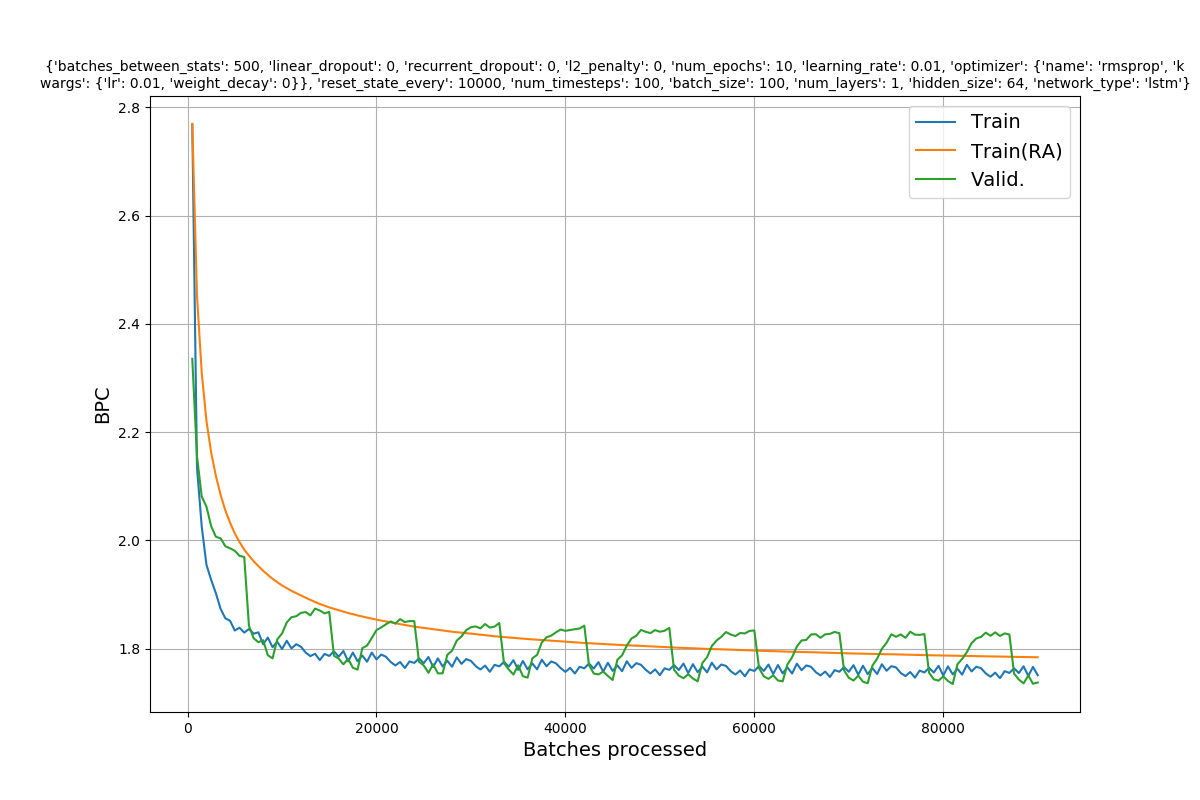 {'batches_between_stats': 500, 'linear_dropout': 0, 'recurrent_dropout': 0, 'l2_penalty': 0, 'num_epochs': 10, 'learning_rate': 0.01, 'optimizer': {'name': 'rmsprop', 'k
wargs': {'lr': 0.01, 'weight_decay': 0}}, 'reset_state_every': 10000, 'num_timesteps': 100, 'batch_size': 100, 'num_layers': 1, 'hidden_size': 64, 'network_type': 'lstm'}
Train
Train(RA)
Valid.
BPC
2.8
2.6
2.4
2.2
2.0
1.8
0 20000 40000 60000 80000
Batches processed